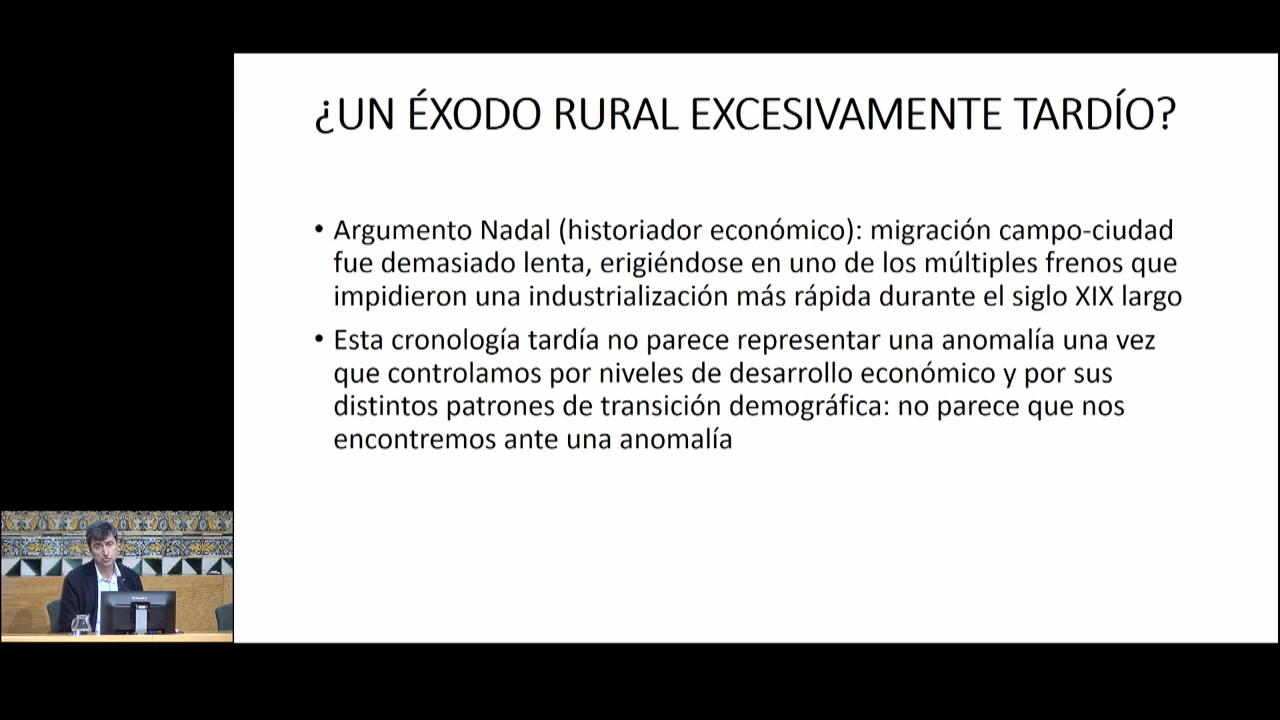 ¿UN ÉXODO RURAL EXCESIVAMENTE TARDÍO?
• Argumento Nadal (historiador económico): migración campo-ciudad
fue demasiado lenta, erigiéndose en uno de los múltiples frenos que
impidieron una industrialización más rápida durante el siglo XIX largo
• Esta cronología tardía no parece representar una anomalía una vez
que controlamos por niveles de desarrollo económico y por sus
distintos patrones de transición demográfica: no parece que nos
encontremos ante una anomalía